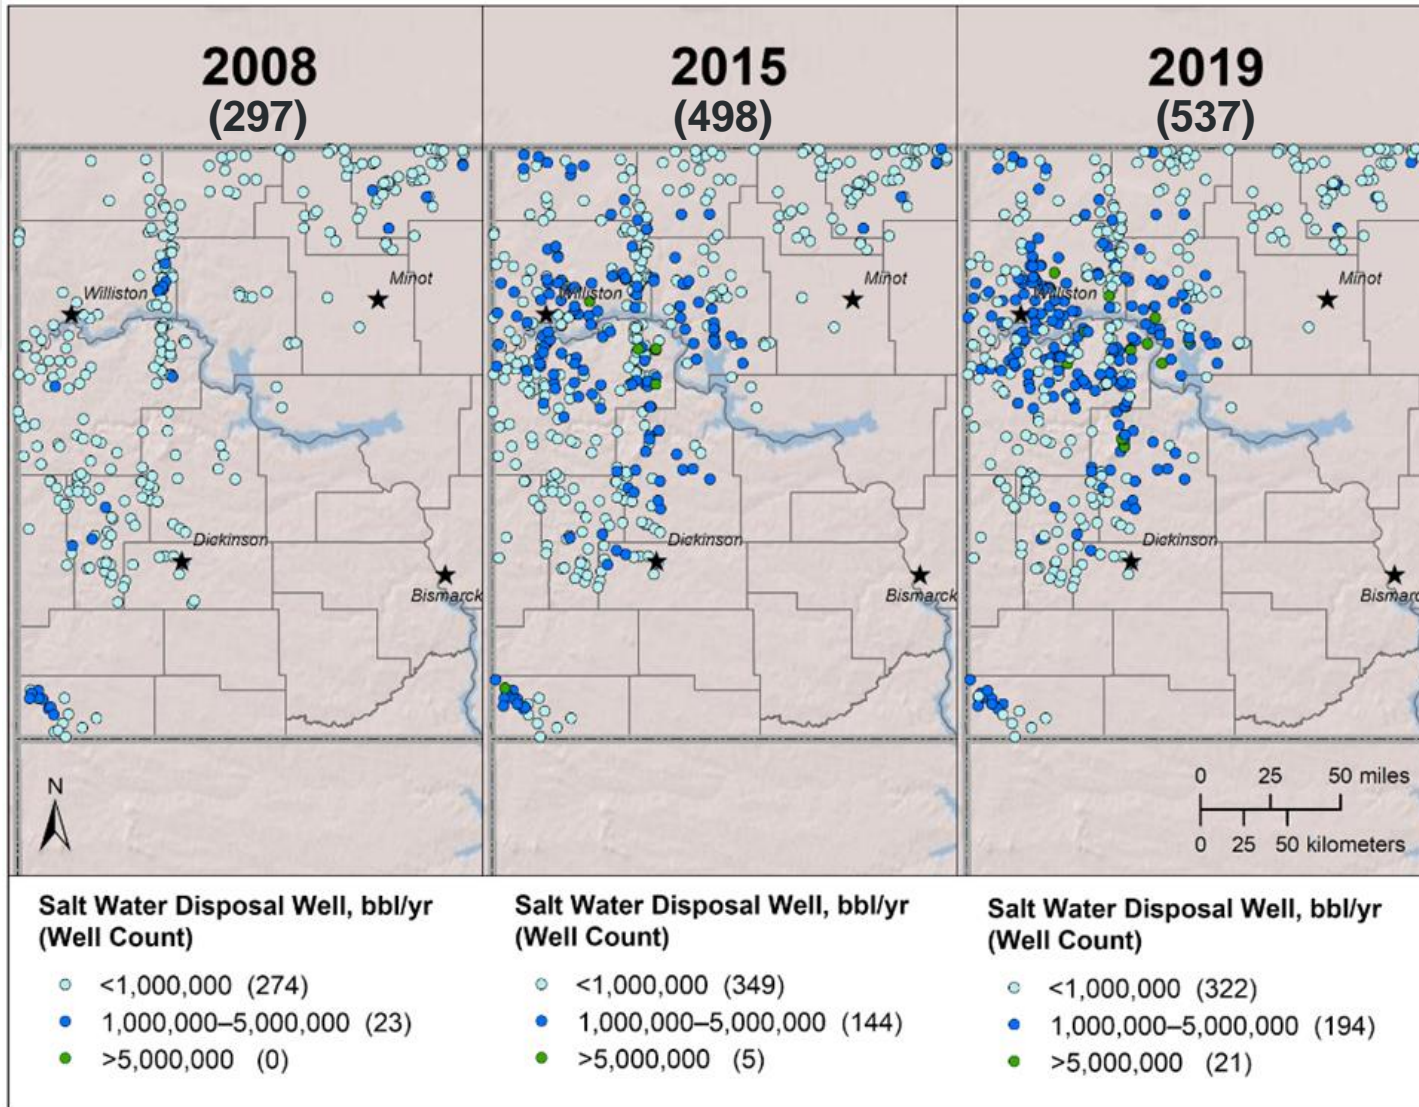 2008
(297)
2015
(498)
2019
(537)
Williston
Minot
Dickinson
Bismarck
N
Williston
Minot
Dickinson
Bismarck
Williston
Minot
Dickinson
Bismarc
0 25 50 miles
0 25 50 kilometers
Salt Water Disposal Well, bbl/yr
(Well Count)
<1,000,000 (274)
1,000,000–5,000,000 (23)
>5,000,000 (0)
Salt Water Disposal Well, bbl/yr
(Well Count)
<1,000,000 (349)
1,000,000–5,000,000 (144)
>5,000,000 (5)
Salt Water Disposal Well, bbl/yr
(Well Count)
<1,000,000 (322)
1,000,000–5,000,000 (194)
>5,000,000 (21)